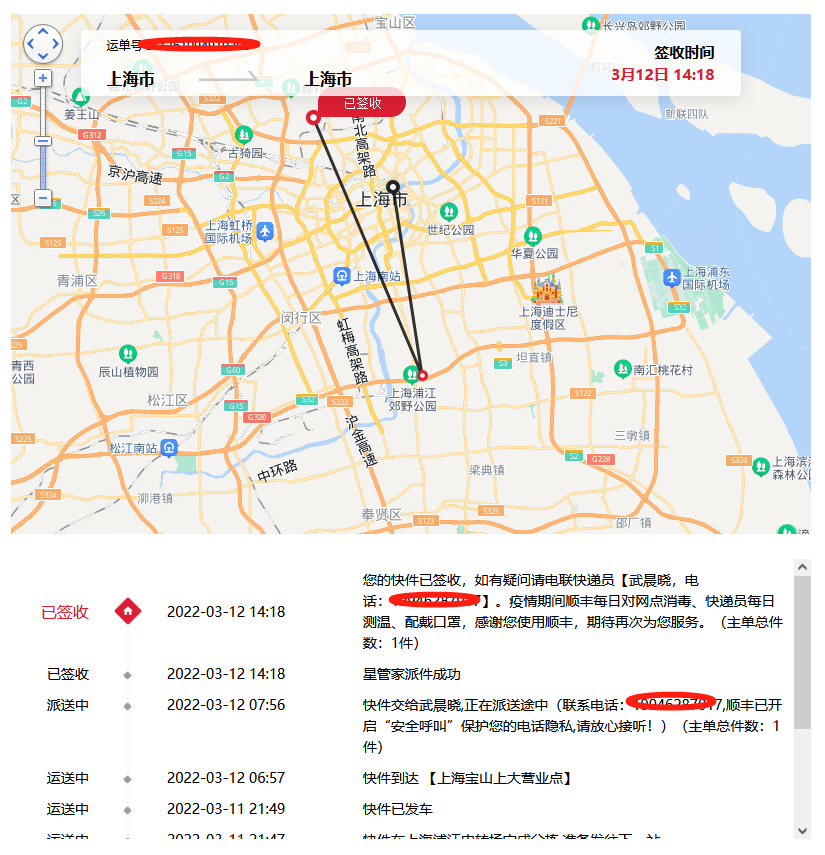 宝山区
长兴岛郊野公园
运单号
签收时间
上海市
上海市
3月12日 14:18
已签收
G2
S322
姜王山
G312
G15
古猗园
G2
南北高架路
S221
新联四队
京沪高速
S224
S26
S125
上海市
S121
上海虹桥
国际机场
S125
世纪公园
华夏公园
S1
青浦区
G318
G15
上海南站
上海浦东
国际机场
上海迪士尼
度假区
S32
闵行区
虹梅高架路
S225
青西
公园
辰山植物园
G60
坦直镇
S3
南汇桃花村
上海浦江
郊野公园
松江区
G15
S32
S323
G320
S122
沪金高速
S225
松江南站
三墩镇
S2
G228
S324
上海滨江
森林公园
中环路
梁典镇
S324
泖港镇
奉贤区
S123
S325
邵厂镇
已签收
2022-03-12 14:18
您的快件已签收，如有疑问请电联快递员【武晨晓，电
话：
】。疫情期间顺丰每日对网点消毒、快递员每日
测温、配戴口罩，感谢您使用顺丰，期待再次为您服务。（主单总件
数：1件）
已签收
2022-03-12 14:18
星管家派件成功
派送中
2022-03-12 07:56
快件交给武晨晓,正在派送途中（联系电话：
7,顺丰已开
启“安全呼叫”保护您的电话隐私,请放心接听！）（主单总件数：1
件）
运送中
2022-03-12 06:57
快件到达 【上海宝山上大营业点】
运送中
2022-03-11 21:49
快件已发车
运送中
2022-03-11 21:47